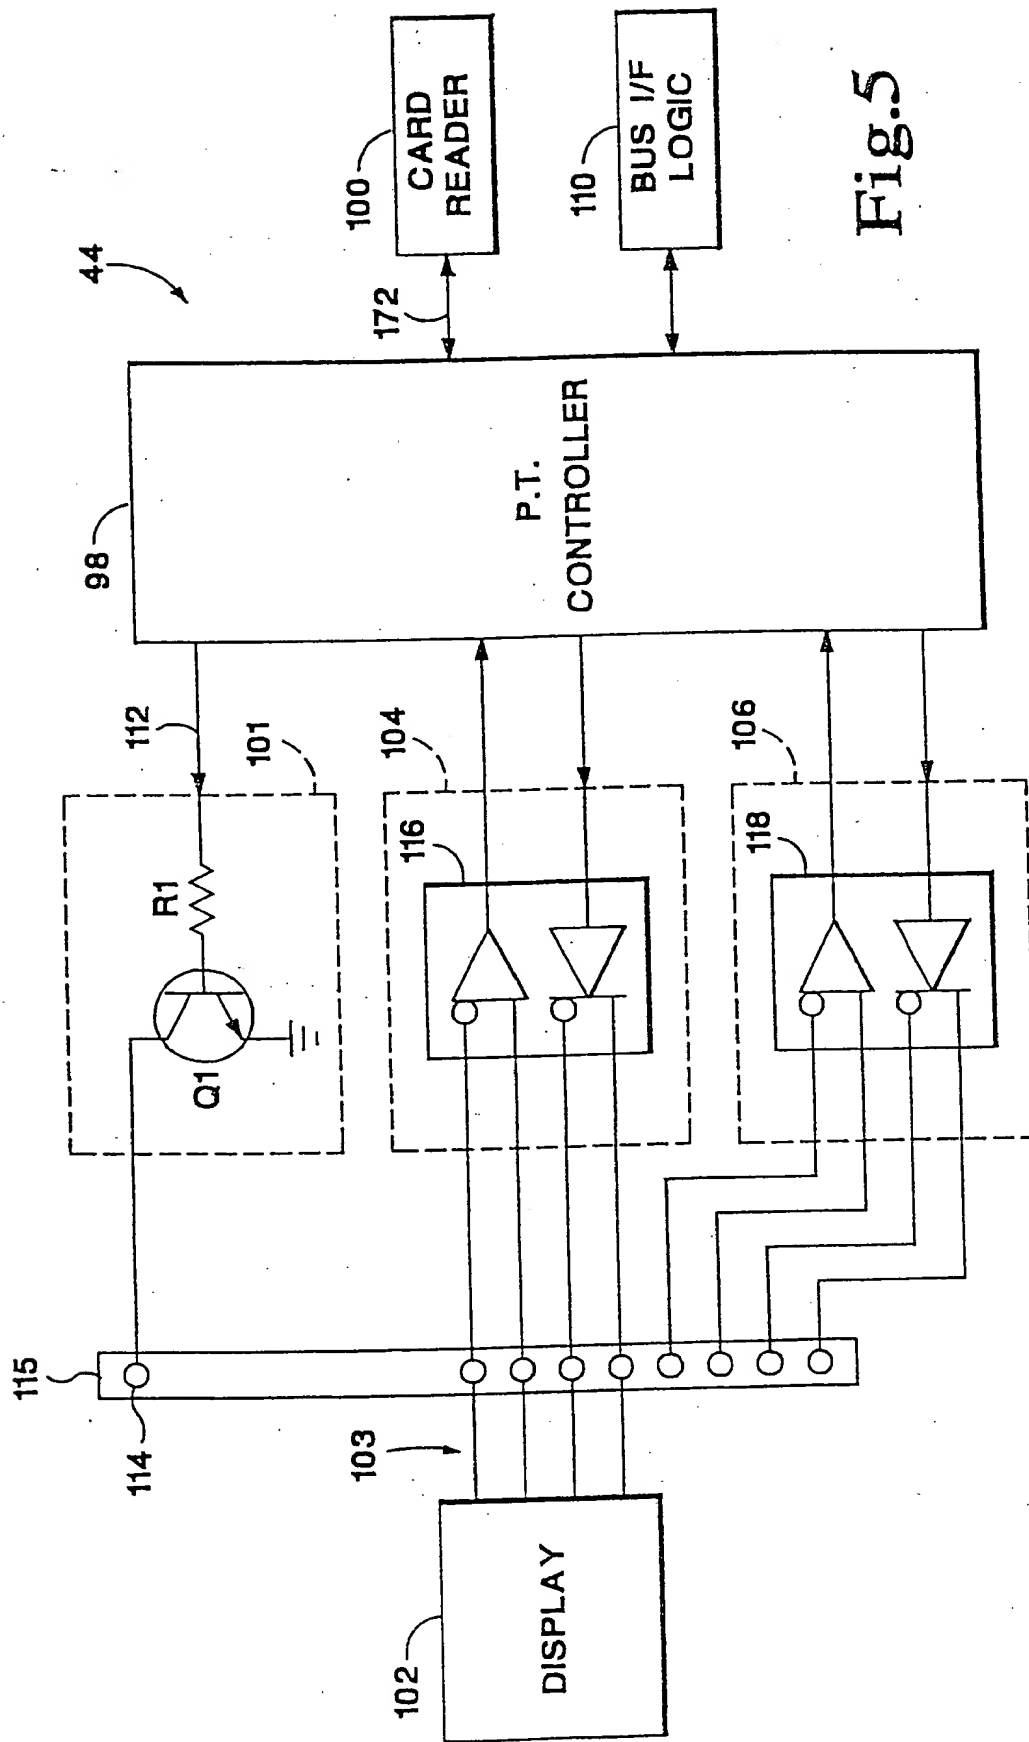 44
100
CARD
READER
172
110
BUS I/F
LOGIC
98
P.T.
CONTROLLER
112
101
R1
Q1
104
116
106
118
115
114
103
102
DISPLAY
Fig.5